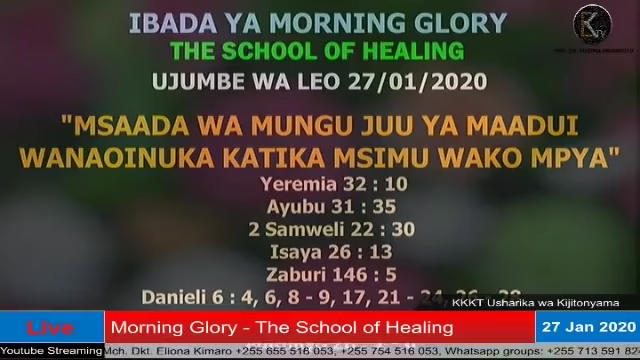 IBADA YA MORNING GLORY
THE SCHOOL OF HEALING
UJUMBE WA LEO 27/01/2020
"MSAADA WA MUNGU JUU YA MAADUI
WANAOINUKA KATIKA MSIMU WAKO MPYA"
Yeremia 32 : 10
Ayubu 31 : 35
2 Samweli 22 : 30
Isaya 26 : 13
Zaburi 146 : 5
Danieli 6 : 4, 6, 8 - 9, 17, 21 - 24, 26 - 28
KKKT Usharika wa Kijitonyama
Live
Morning Glory - The School of Healing
27 Jan 2020
Youtube Streaming
Mch. Dkt. Eliona Kimaro +255 655 516 053, +255 754 516 053, Whatsapp groups: +255 713 591 82